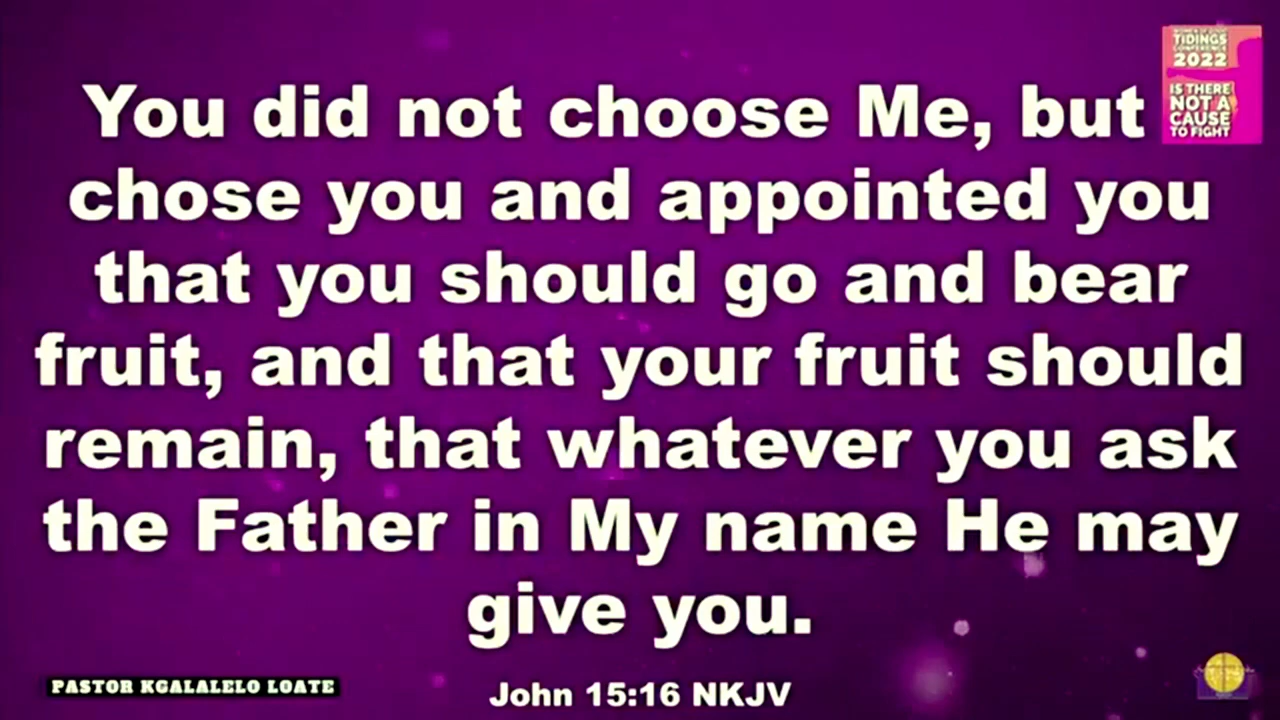 You did not choose Me, but
chose you and appointed you
that you should go and bear
fruit, and that your fruit should
remain, that whatever you ask
the Father in My name He may
give you.
John 15:16 NKJV
PASTOR KGALALELO LOATE
TIDINGS
CONFERENCE
2022
IS THERE
NOT A
CAUSE
TO FIGHT